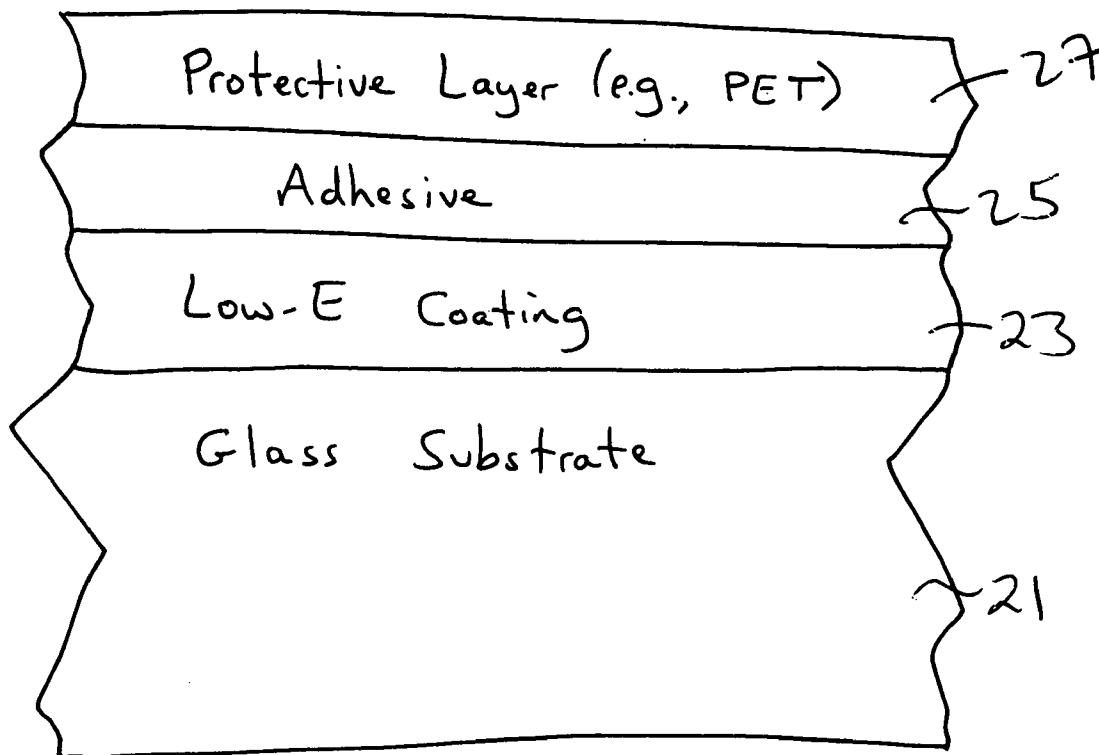 Protective Layer (e.g., PET) 27
Adhesive 25
Low-E Coating 23
Glass Substrate
21